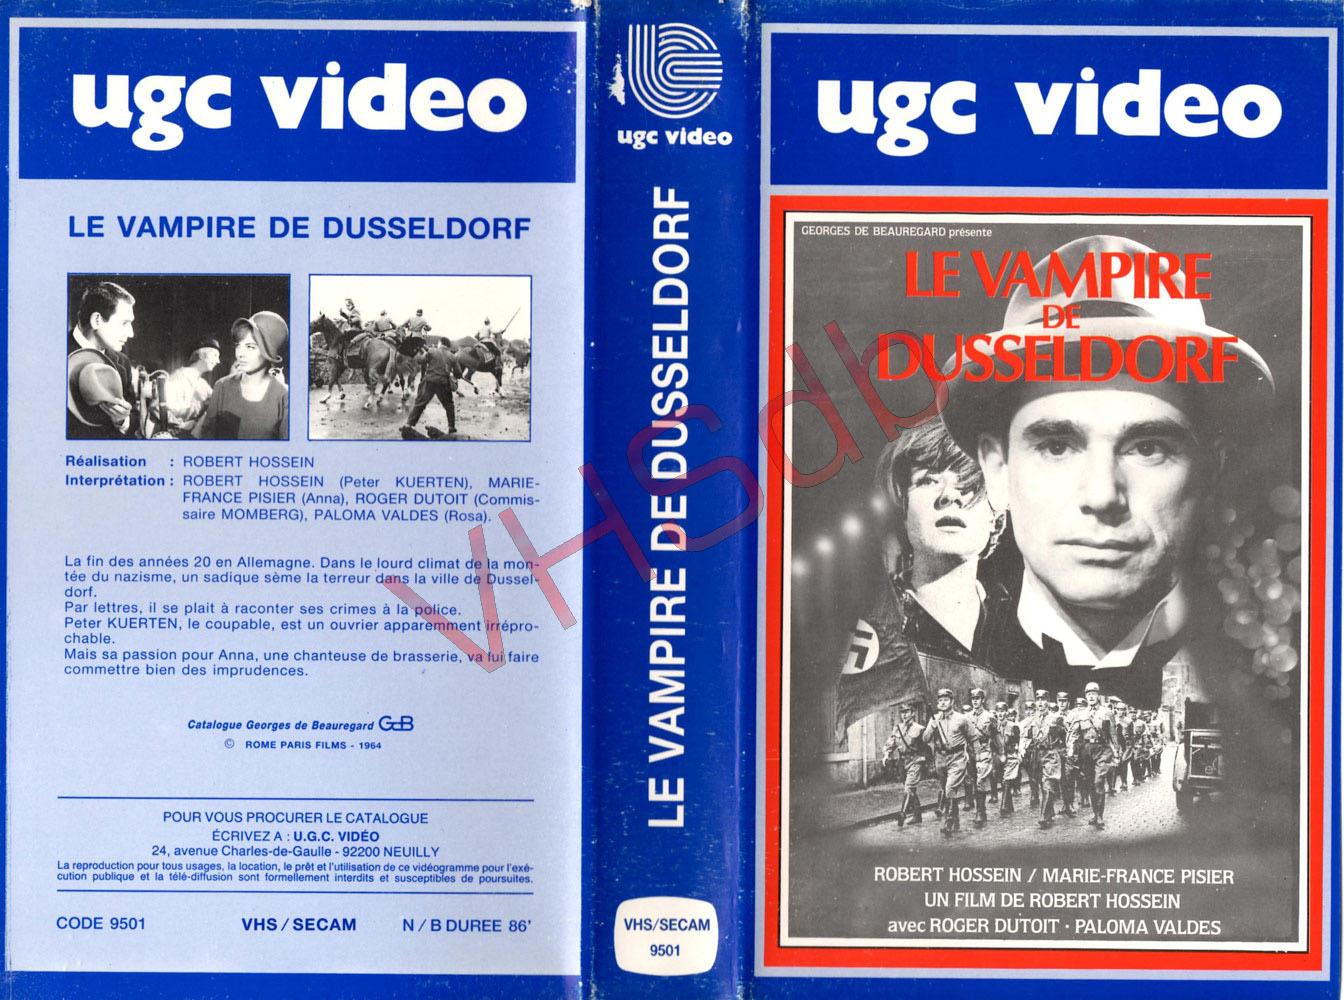 ugc video
LE VAMPIRE DE DUSSELDORF
Réalisation : ROBERT HOSSEIN
Interprétation : ROBERT HOSSEIN (Peter KUERTEN), MARIE-
FRANCE PISIER (Anna), ROGER DUTOIT (Commis-
saire MOMBERG), PALOMA VALDES (Rosa).
La fin des années 20 en Allemagne. Dans le lourd climat de la mon-
tée du nazisme, un sadique sème la terreur dans la ville de Dussel-
dorf.
Par lettres, il se plait à raconter ses crimes à la police.
Peter KUERTEN, le coupable, est un ouvrier apparemment irrépro-
chable.
Mais sa passion pour Anna, une chanteuse de brasserie, va lui faire
commettre bien des imprudences.
Catalogue Georges de Beauregard GdB
© ROME PARIS FILMS - 1964
POUR VOUS PROCURER LE CATALOGUE
ÉCRIVEZ A : U.G.C. VIDÉO
24, avenue Charles-de-Gaulle - 92200 NEUILLY
La reproduction pour tous usages, la location, le prêt et l'utilisation de ce vidéogramme pour l'exé-
cution publique et la télé-diffusion sont formellement interdits et susceptibles de poursuites.
CODE 9501 VHS / SECAM N / B DUREE 86'
ugc video
LE VAMPIRE DE DUSSELDORF
VHS/SECAM
9501
ugc video
GEORGES DE BEAUREGARD présente
LE VAMPIRE
DE
DUSSELDORF
ROBERT HOSSEIN / MARIE-FRANCE PISIER
UN FILM DE ROBERT HOSSEIN
avec ROGER DUTOIT · PALOMA VALDES
VHSdb